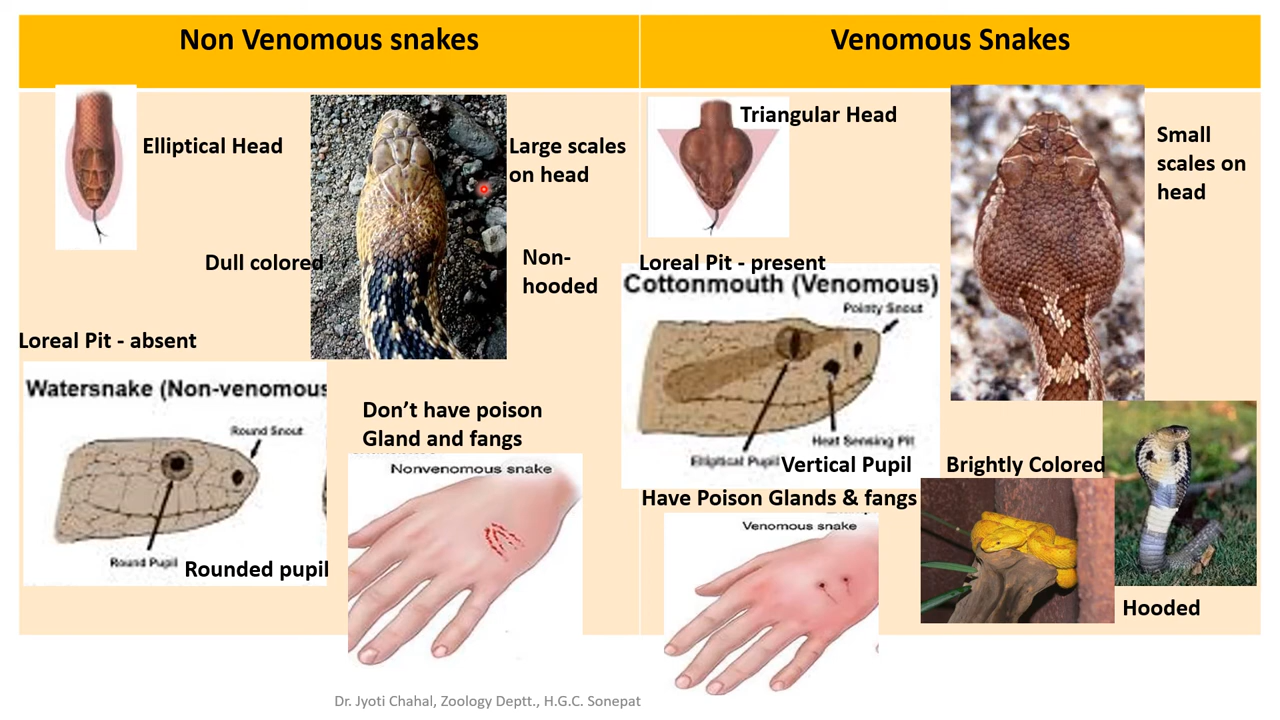 Non Venomous snakes
Venomous Snakes
Elliptical Head
Large scales
on head
Dull colored
Non-
hooded
Loreal Pit - absent
Watersnake (Non-venomous
Round Snout
Round Pupil
Rounded pupil
Don’t have poison
Gland and fangs
Nonvenomous snake
Triangular Head
Small
scales on
head
Loreal Pit - present
Cottonmouth (Venomous)
Pointy Snout
Heat Sensing Pit
Elliptical Pupil
Vertical Pupil
Brightly Colored
Have Poison Glands & fangs
Venomous snake
Hooded
Dr. Jyoti Chahal, Zoology Deptt., H.G.C. Sonepat